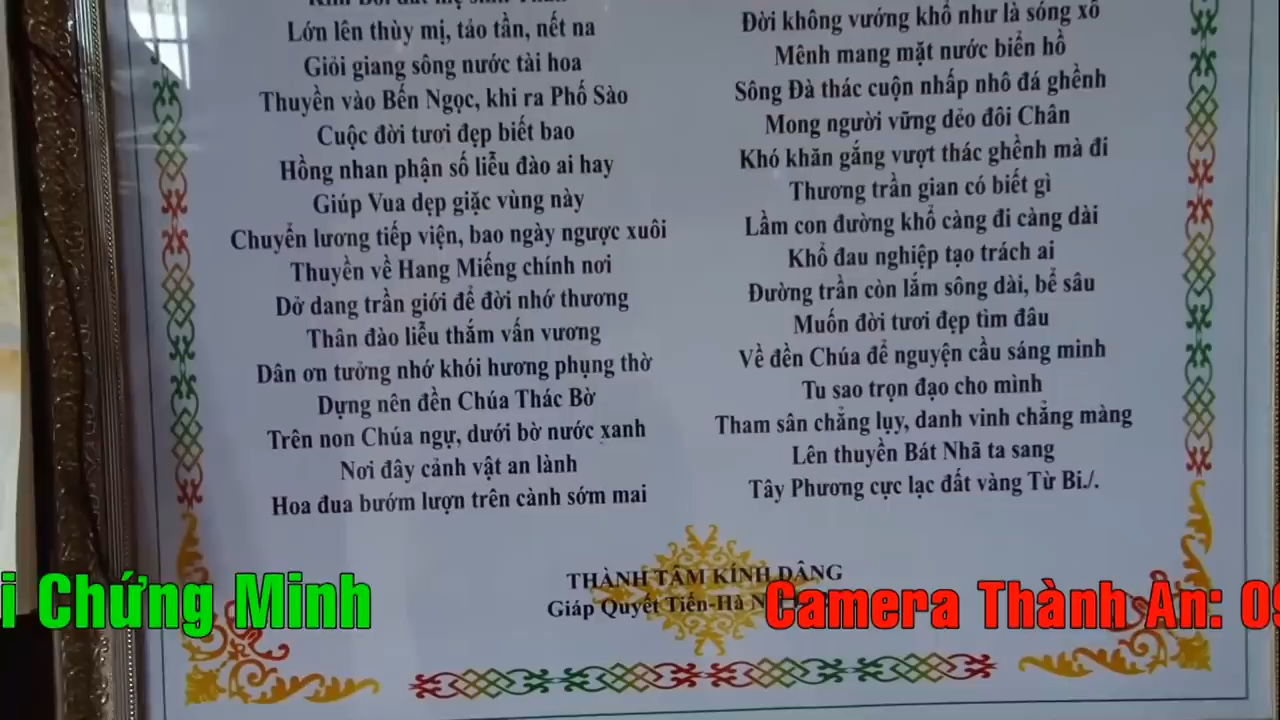 Lớn lên thùy mị, táo tần, nết na
Giỏi giang sông nước tài hoa
Thuyền vào Bến Ngọc, khi ra Phố Sào
Cuộc đời tươi đẹp biết bao
Hồng nhan phận số liễu đào ai hay
Giúp Vua dẹp giặc vùng này
Chuyển lương tiếp viện, bao ngày ngược xuôi
Thuyền về Hang Miếng chính nơi
Dở dang trần giới để đời nhớ thương
Thân đào liễu thắm vấn vương
Dân ơn tưởng nhớ khói hương phụng thờ
Dựng nên đền Chúa Thác Bờ
Trên non Chúa ngự, dưới bờ nước xanh
Nơi đây cảnh vật an lành
Hoa đua bướm lượn trên cành sớm mai
Đời không vướng khổ như là sóng xô
Mênh mang mặt nước biển hồ
Sông Đà thác cuộn nhấp nhô đá ghềnh
Mong người vững dẻo đôi Chân
Khó khăn gắng vượt thác ghềnh mà đi
Thương trần gian có biết gì
Lầm con đường khổ càng đi càng dài
Khổ đau nghiệp tạo trách ai
Đường trần còn lắm sông dài, bể sâu
Muốn đời tươi đẹp tìm đâu
Về đền Chúa để nguyện cầu sáng minh
Tu sao trọn đạo cho mình
Tham sân chẳng lụy, danh vinh chẳng màng
Lên thuyền Bát Nhã ta sang
Tây Phương cực lạc đất vàng Từ Bi./.
THÀNH TÂM KÍNH DÂNG
Giáp Quyết Tiến-Hà
i Chứng Minh
Camera Thành An: 09